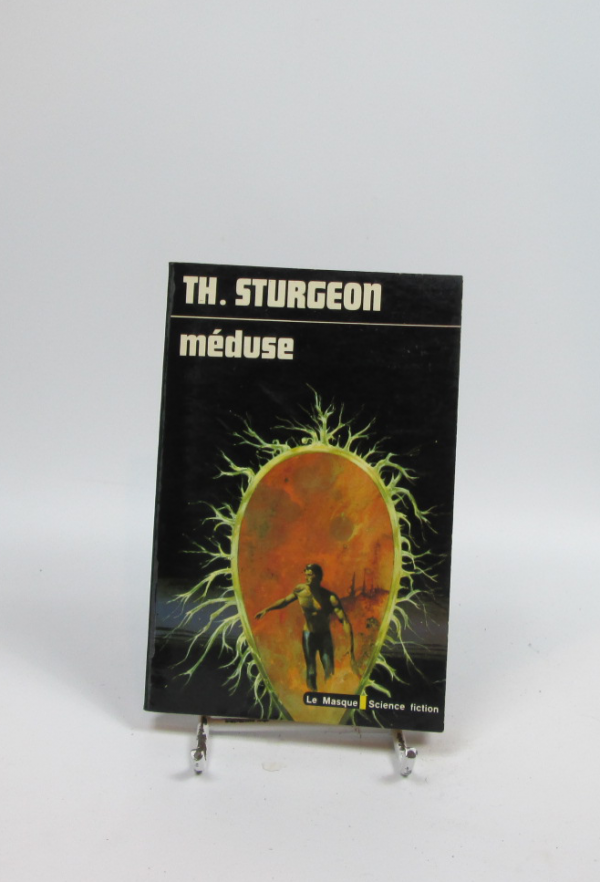 TH. STURGEON
méduse
Le Masque Science fiction